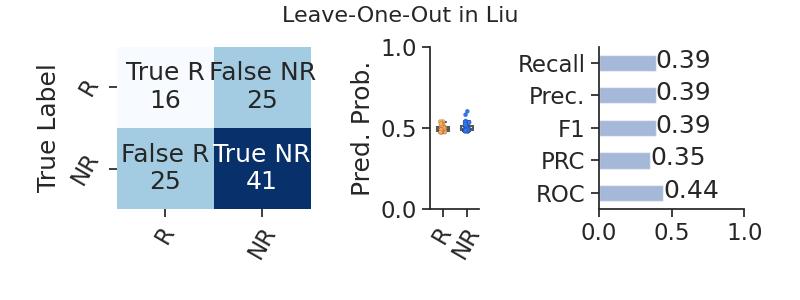 Leave-One-Out in Liu
True Label
R
NR
True R
16
False NR
25
False R
25
True NR
41
R
NR
Pred. Prob.
1.0
0.5
0.0
R
NR
Recall
0.39
Prec.
0.39
F1
0.39
PRC
0.35
ROC
0.44
0.0
0.5
1.0